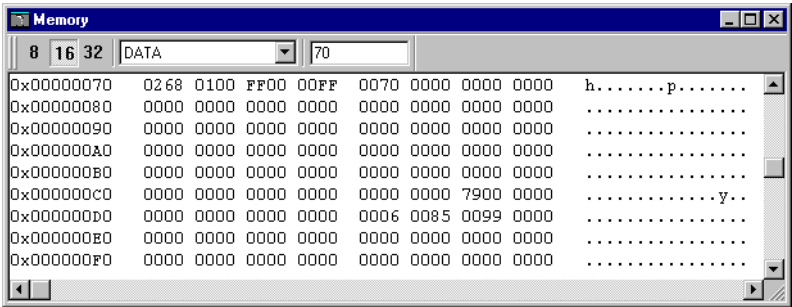 Memory
8 16 32 DATA 70
0x00000070 0268 0100 FF00 00FF 0070 0000 0000 0000 h.......p.......
0x00000080 0000 0000 0000 0000 0000 0000 0000 0000 ................
0x00000090 0000 0000 0000 0000 0000 0000 0000 0000 ................
0x000000A0 0000 0000 0000 0000 0000 0000 0000 0000 ................
0x000000B0 0000 0000 0000 0000 0000 0000 0000 0000 ................
0x000000C0 0000 0000 0000 0000 0000 0000 7900 0000 .............y..
0x000000D0 0000 0000 0000 0000 0006 0085 0099 0000 ................
0x000000E0 0000 0000 0000 0000 0000 0000 0000 0000 ................
0x000000F0 0000 0000 0000 0000 0000 0000 0000 0000 ................